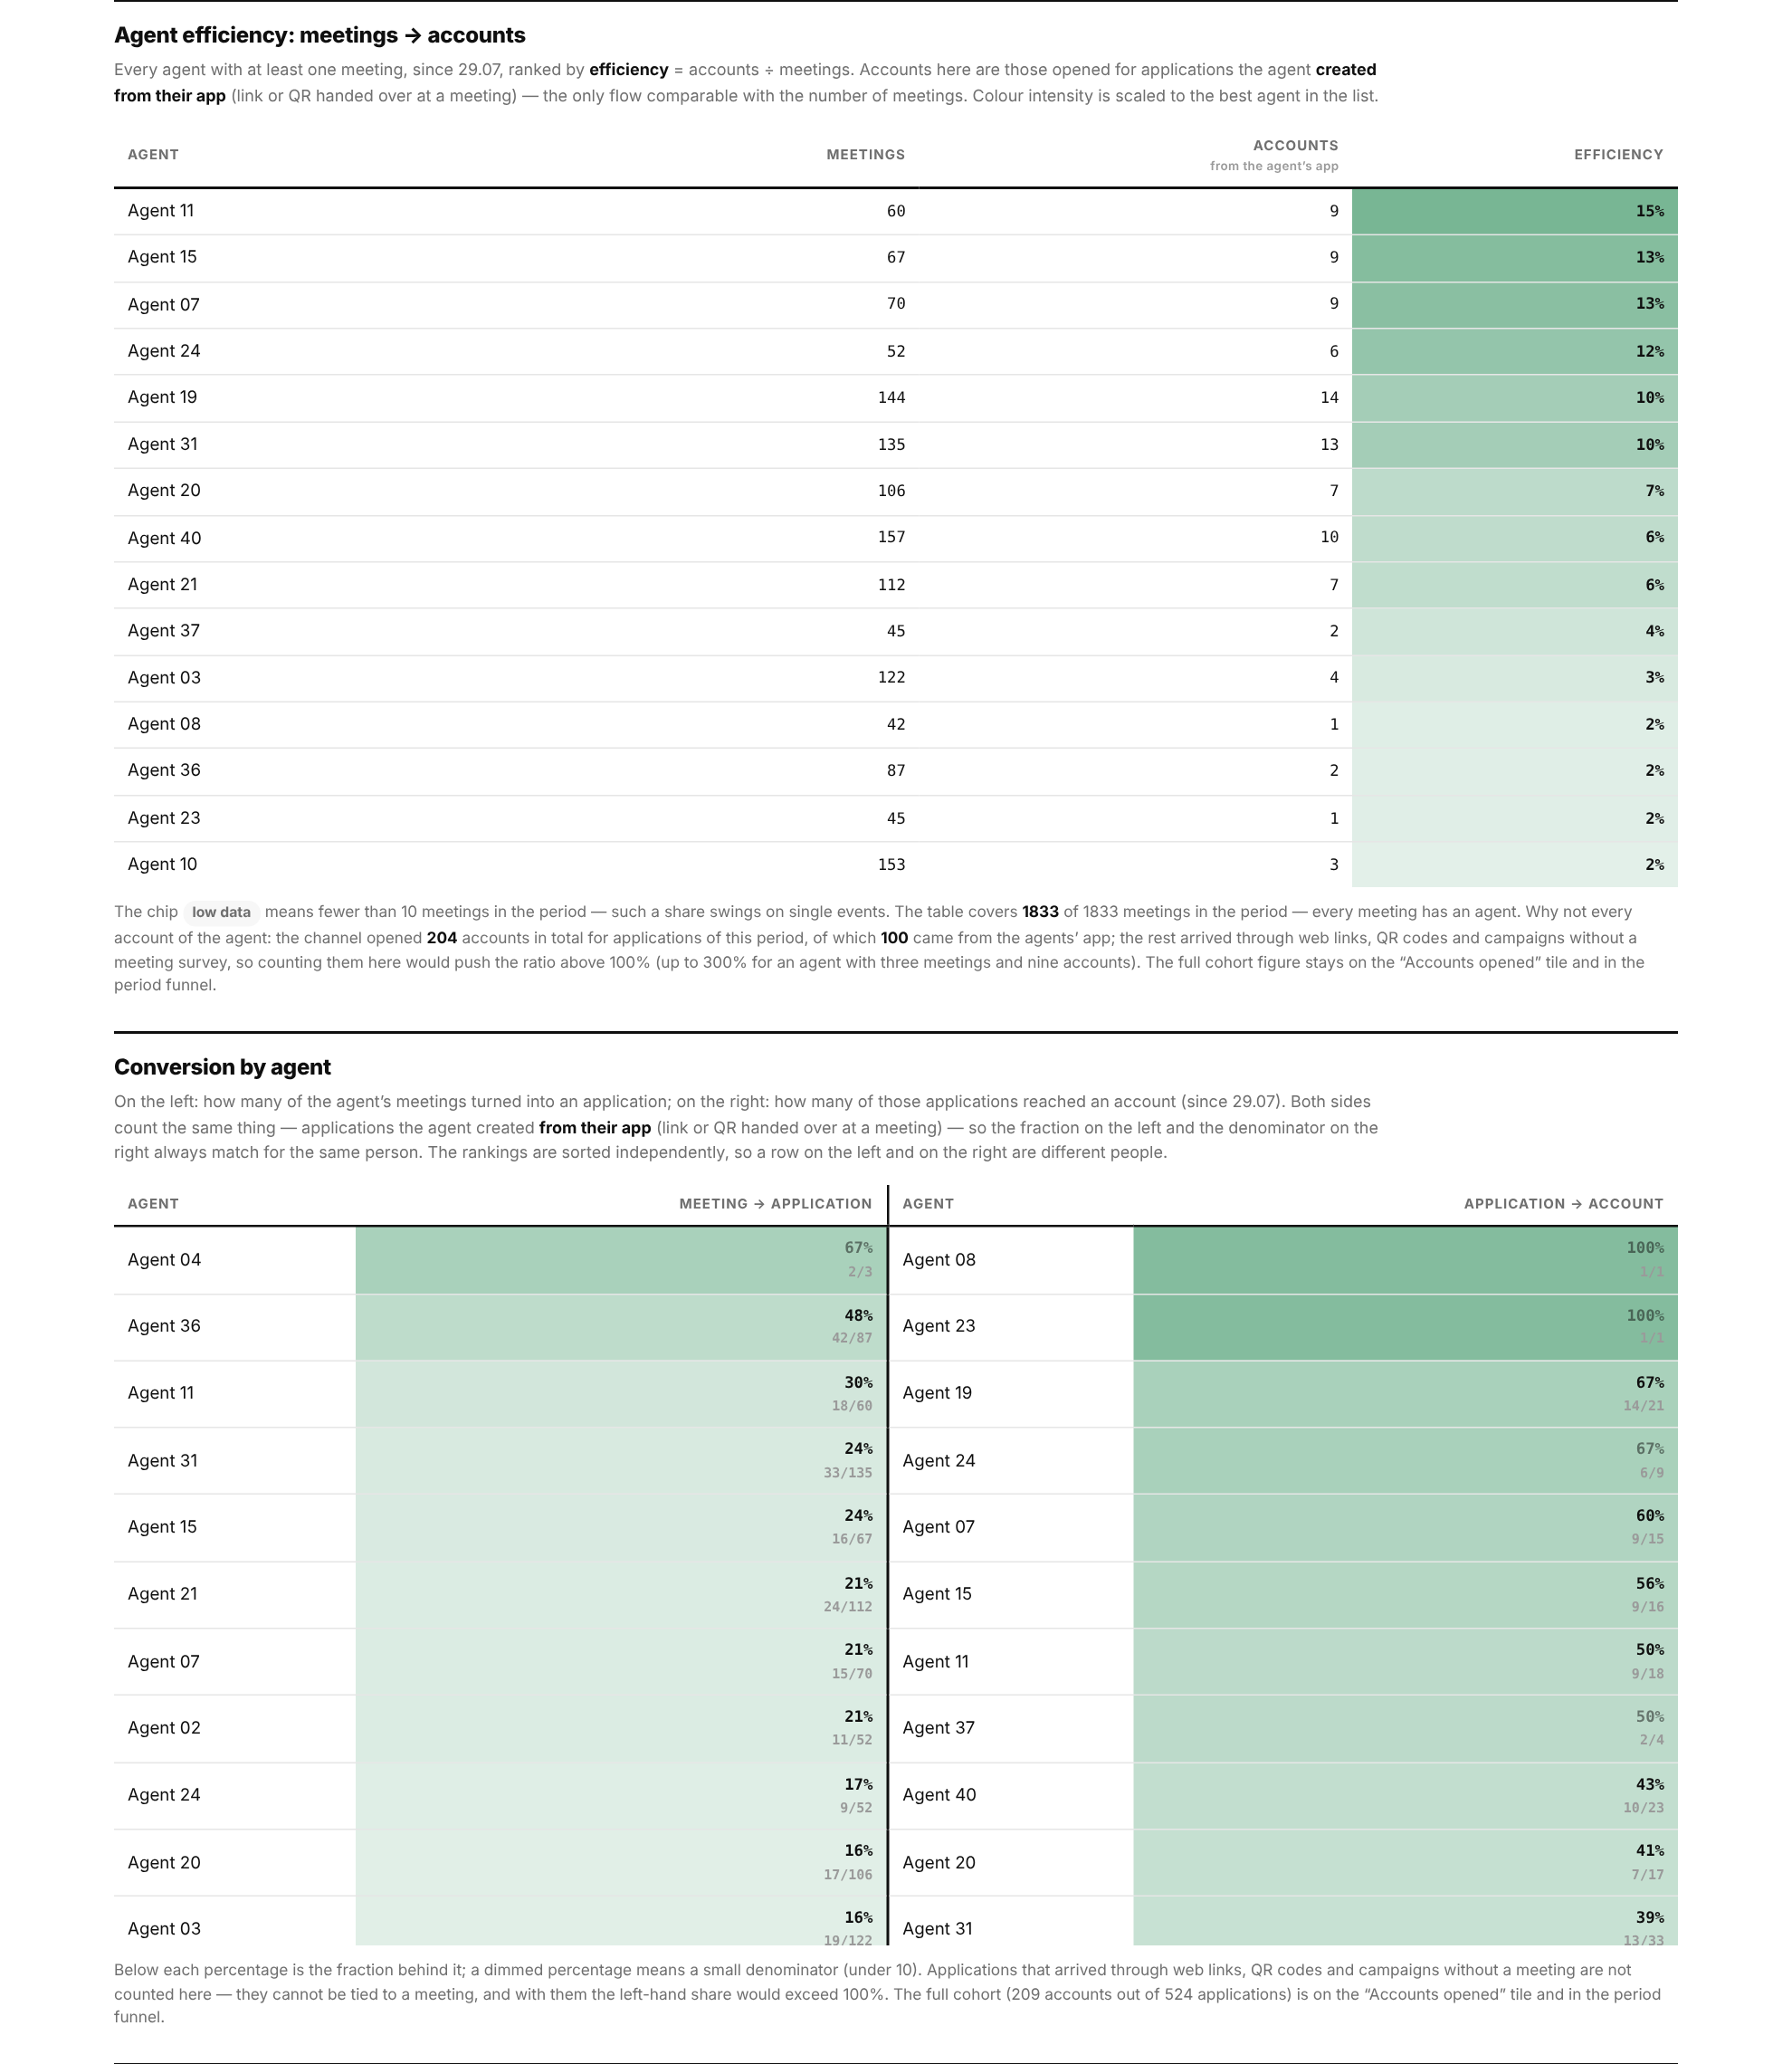 Agent efficiency: meetings → accounts
Every agent with at least one meeting, since 29.07, ranked by efficiency = accounts ÷ meetings. Accounts here are those opened for applications the agent created
from their app (link or QR handed over at a meeting) — the only flow comparable with the number of meetings. Colour intensity is scaled to the best agent in the list.
AGENT MEETINGS ACCOUNTS from the agent’s app EFFICIENCY
Agent 11 60 9 15%
Agent 15 67 9 13%
Agent 07 70 9 13%
Agent 24 52 6 12%
Agent 19 144 14 10%
Agent 31 135 13 10%
Agent 20 106 7 7%
Agent 40 157 10 6%
Agent 21 112 7 6%
Agent 37 45 2 4%
Agent 03 122 4 3%
Agent 08 42 1 2%
Agent 36 87 2 2%
Agent 23 45 1 2%
Agent 10 153 3 2%
The chip low data means fewer than 10 meetings in the period — such a share swings on single events. The table covers 1833 of 1833 meetings in the period — every meeting has an agent. Why not every
account of the agent: the channel opened 204 accounts in total for applications of this period, of which 100 came from the agents’ app; the rest arrived through web links, QR codes and campaigns without a
meeting survey, so counting them here would push the ratio above 100% (up to 300% for an agent with three meetings and nine accounts). The full cohort figure stays on the “Accounts opened” tile and in the
period funnel.
Conversion by agent
On the left: how many of the agent’s meetings turned into an application; on the right: how many of those applications reached an account (since 29.07). Both sides
count the same thing — applications the agent created from their app (link or QR handed over at a meeting) — so the fraction on the left and the denominator on the
right always match for the same person. The rankings are sorted independently, so a row on the left and on the right are different people.
AGENT MEETING → APPLICATION AGENT APPLICATION → ACCOUNT
Agent 04 67% 2/3 Agent 08 100% 1/1
Agent 36 48% 42/87 Agent 23 100% 1/1
Agent 11 30% 18/60 Agent 19 67% 14/21
Agent 31 24% 33/135 Agent 24 67% 6/9
Agent 15 24% 16/67 Agent 07 60% 9/15
Agent 21 21% 24/112 Agent 15 56% 9/16
Agent 07 21% 15/70 Agent 11 50% 9/18
Agent 02 21% 11/52 Agent 37 50% 2/4
Agent 24 17% 9/52 Agent 40 43% 10/23
Agent 20 16% 17/106 Agent 20 41% 7/17
Agent 03 16% 19/122 Agent 31 39% 13/33
Below each percentage is the fraction behind it; a dimmed percentage means a small denominator (under 10). Applications that arrived through web links, QR codes and campaigns without a meeting are not
counted here — they cannot be tied to a meeting, and with them the left-hand share would exceed 100%. The full cohort (209 accounts out of 524 applications) is on the “Accounts opened” tile and in the period
funnel.